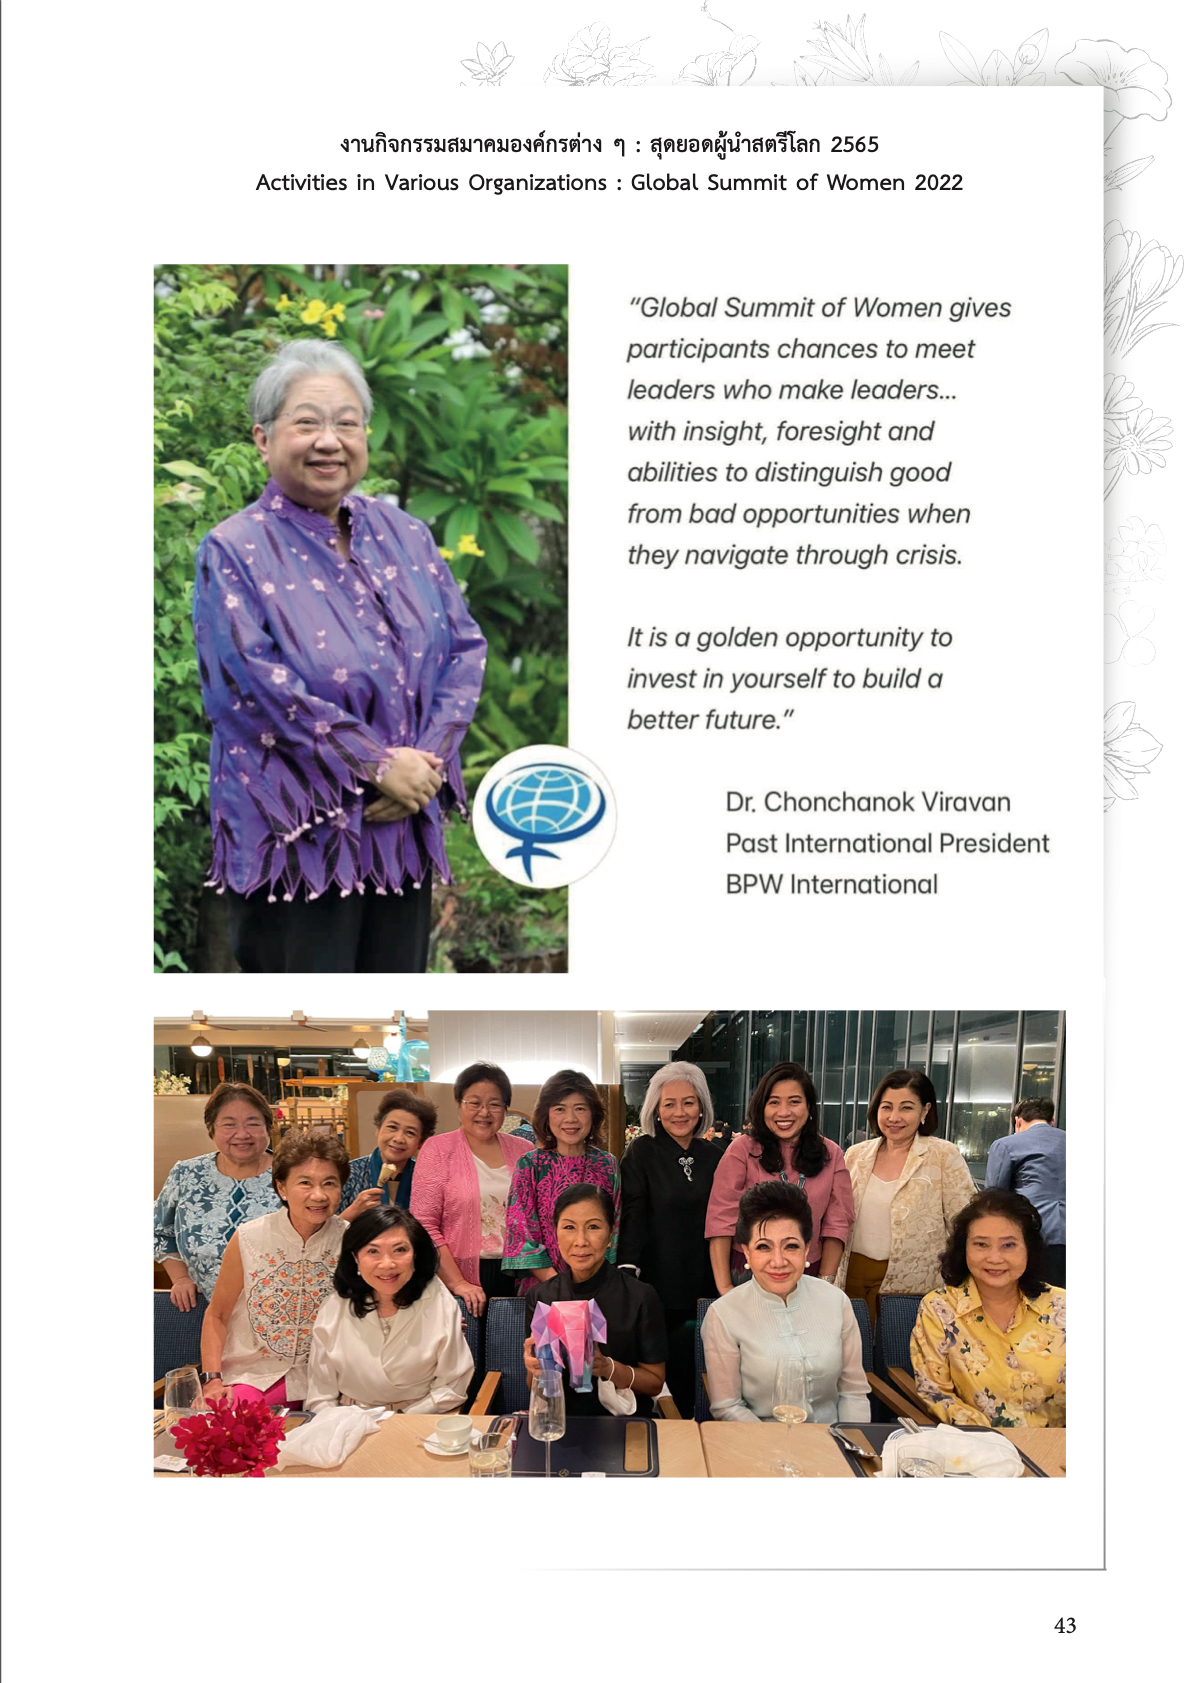 งานกิจกรรมสมาคมองค์กรต่าง ๆ : สุดยอดผู้นำสตรีโลก 2565
Activities in Various Organizations : Global Summit of Women 2022
“Global Summit of Women gives
participants chances to meet
leaders who make leaders...
with insight, foresight and
abilities to distinguish good
from bad opportunities when
they navigate through crisis.
It is a golden opportunity to
invest in yourself to build a
better future.”
Dr. Chonchanok Viravan
Past International President
BPW International
43